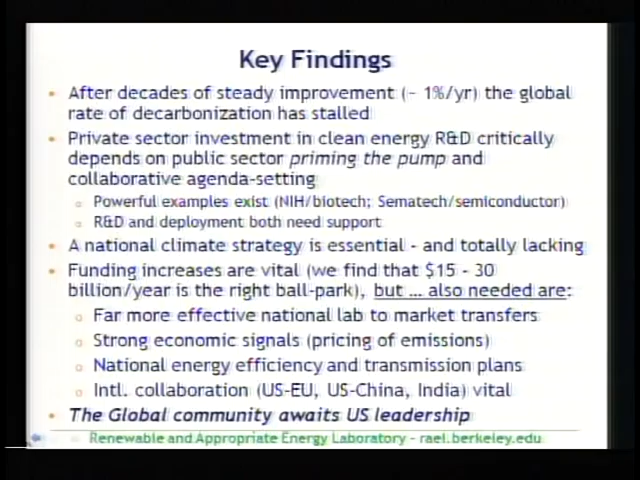 Key Findings
• After decades of steady improvement (~ 1%/yr) the global
rate of decarbonization has stalled
• Private sector investment in clean energy R&D critically
depends on public sector priming the pump and
collaborative agenda-setting
o Powerful examples exist (NIH/biotech; Sematech/semiconductor)
o R&D and deployment both need support
• A national climate strategy is essential - and totally lacking
• Funding increases are vital (we find that $15 - 30
billion/year is the right ball-park), but ... also needed are:
o Far more effective national lab to market transfers
o Strong economic signals (pricing of emissions)
o National energy efficiency and transmission plans
o Intl. collaboration (US-EU, US-China, India) vital
• The Global community awaits US leadership
Renewable and Appropriate Energy Laboratory - rael.berkeley.edu